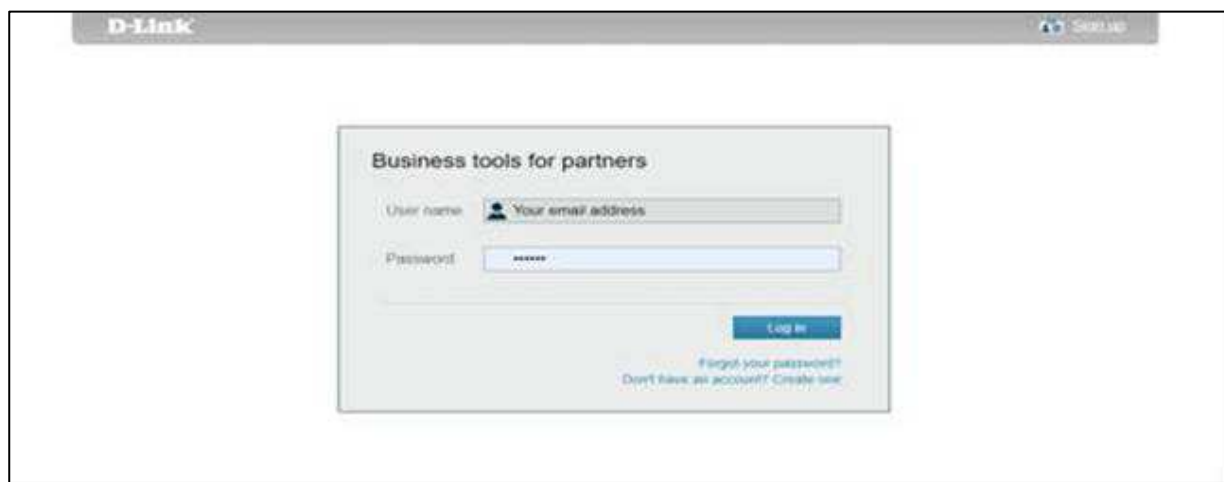 D-Link
Sign up
Business tools for partners
User name Your email address
Password ••••••
Log in
Forgot your password?
Don't have an account? Create one